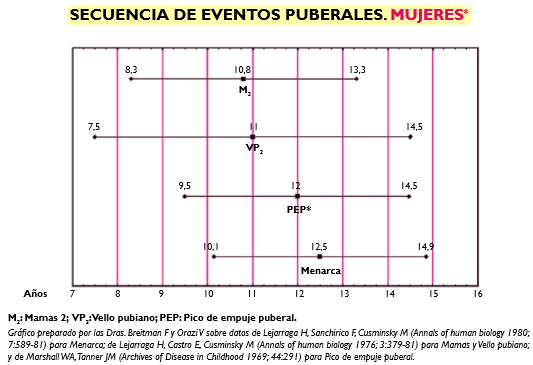 SECUENCIA DE EVENTOS PUBERALES. MUJERES*
8,3 10,8 13,3
M2
7,5 11 14,5
VP2
9,5 12 14,5
PEP*
10,1 12,5 14,9
Menarca
Años 7 8 9 10 11 12 13 14 15 16
M2: Mamas 2; VP2: Vello pubiano; PEP: Pico de empuje puberal.
Gráfico preparado por las Dras. Breitman F y Orazi V sobre datos de Lejarraga H, Sanchirico F, Cusminsky M (Annals of human biology 1980;
7:589-81) para Menarca; de Lejarraga H, Castro E, Cusminsky M (Annals of human biology 1976; 3:379-81) para Mamas y Vello pubiano;
y de Marshall WA, Tanner JM (Archives of Disease in Childhood 1969; 44:291) para Pico de empuje puberal.